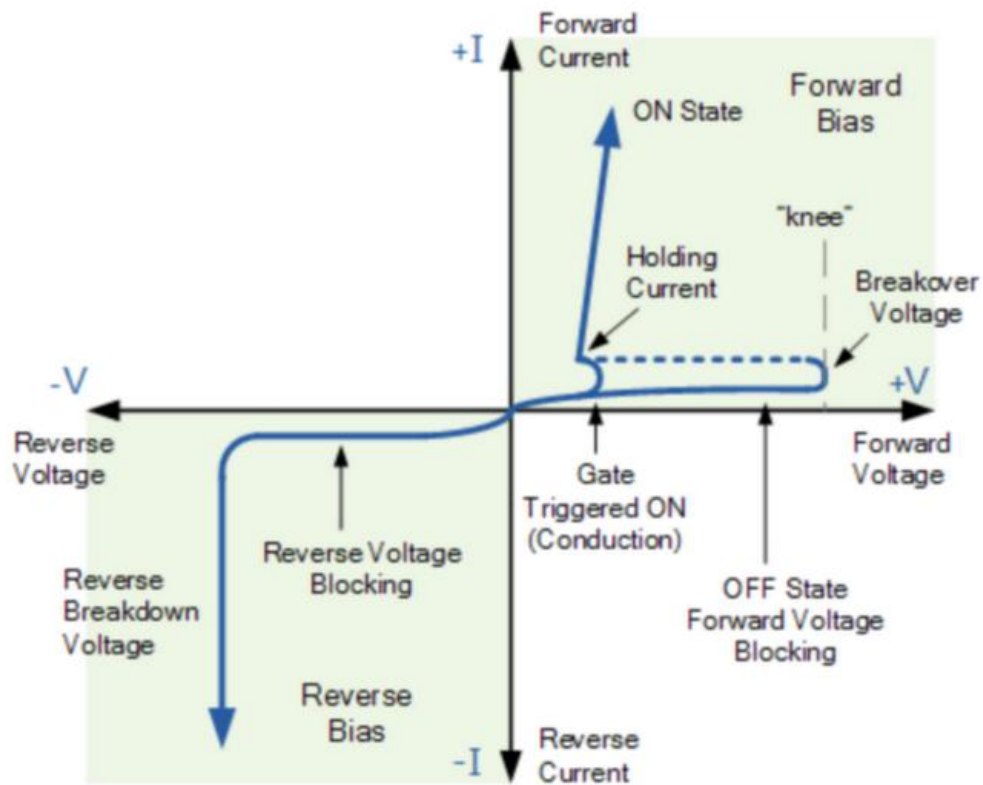 +I
Forward
Current
ON State
Forward
Bias
"knee"
Holding
Current
Breakover
Voltage
-V
+V
Reverse
Voltage
Forward
Voltage
Gate
Triggered ON
(Conduction)
Reverse Voltage
Blocking
Reverse
Breakdown
Voltage
OFF State
Forward Voltage
Blocking
Reverse
Bias
-I
Reverse
Current